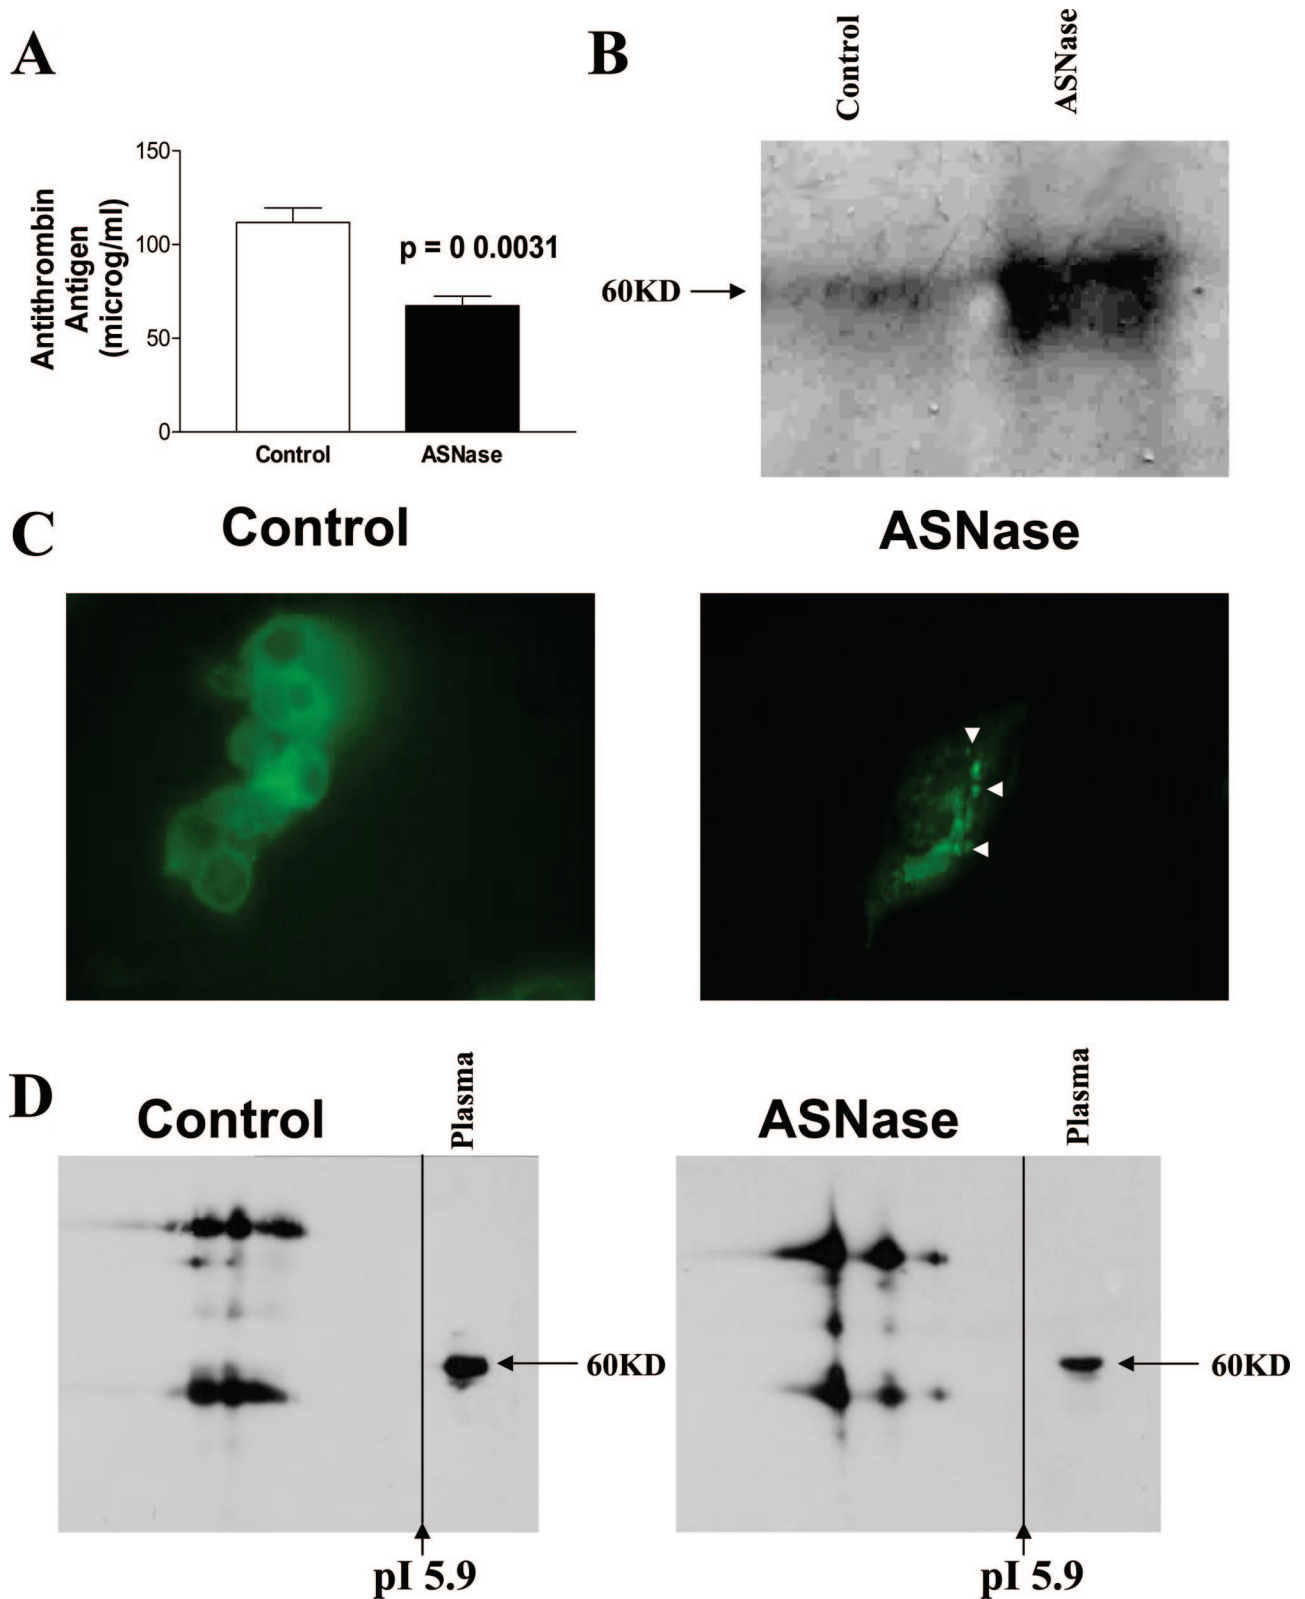 A
Antithrombin
Antigen
(microg/ml)
150
100
50
0
p = 0 0.0031
Control
ASNase
B
Control
ASNase
60KD
C
Control
ASNase
D
Control
Plasma
60KD
pI 5.9
ASNase
Plasma
60KD
pI 5.9